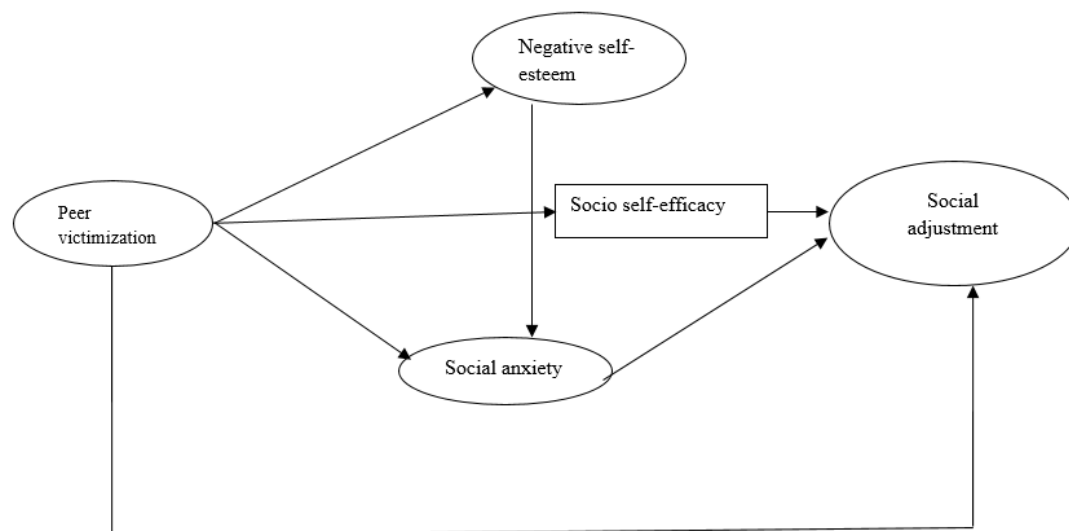 Negative self-
esteem
Peer
victimization
Socio self-efficacy
Social
adjustment
Social anxiety